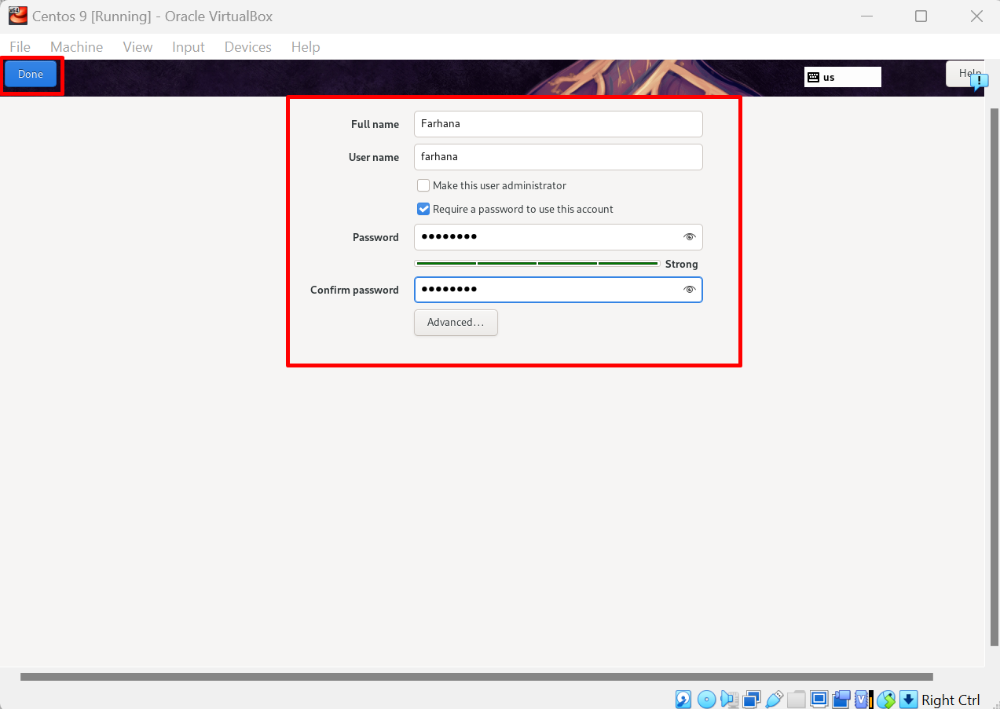 Centos 9 [Running] - Oracle VirtualBox
File Machine View Input Devices Help
Done
us
Help
Full name Farhana
User name farhana
Make this user administrator
Require a password to use this account
Password ●●●●●●●●
Strong
Confirm password ●●●●●●●●
Advanced...
Right Ctrl